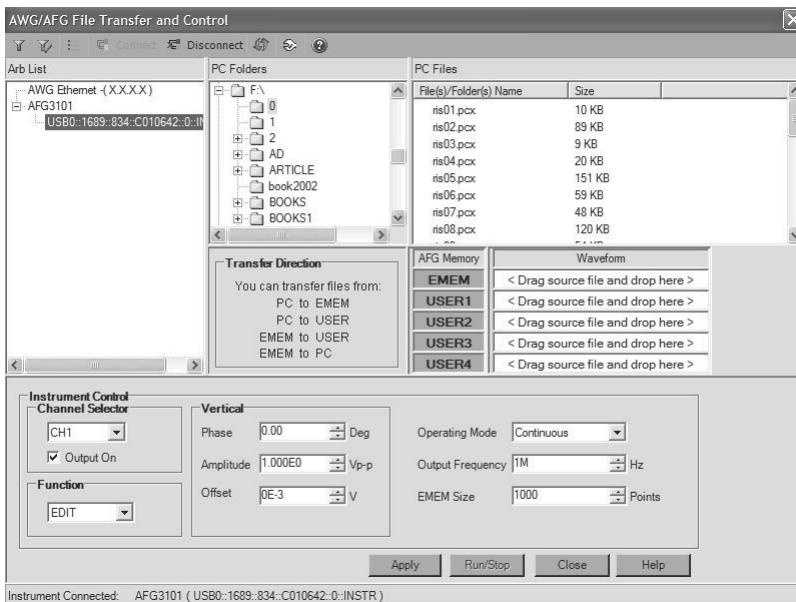 AWG/AFG File Transfer and Control
Connect Disconnect
Arb List
AWG Ethernet -( X.X.X.X )
AFG3101
USB0::1689::834::C010642::0::IN
PC Folders
F:\
0
1
2
AD
ARTICLE
book2002
BOOKS
BOOKS1
PC Files
File(s)/Folder(s) Name Size
ris01.pcx 10 KB
ris02.pcx 89 KB
ris03.pcx 9 KB
ris04.pcx 20 KB
ris05.pcx 151 KB
ris06.pcx 59 KB
ris07.pcx 48 KB
ris08.pcx 120 KB
Transfer Direction
You can transfer files from:
PC to EMEM
PC to USER
EMEM to USER
EMEM to PC
AFG Memory Waveform
EMEM < Drag source file and drop here >
USER1 < Drag source file and drop here >
USER2 < Drag source file and drop here >
USER3 < Drag source file and drop here >
USER4 < Drag source file and drop here >
Instrument Control
Channel Selector
CH1
Output On
Function
EDIT
Vertical
Phase 0.00 Deg
Amplitude 1.000E0 Vp-p
Offset 0E-3 V
Operating Mode Continuous
Output Frequency 1M Hz
EMEM Size 1000 Points
Apply Run/Stop Close Help
Instrument Connected: AFG3101 ( USB0::1689::834::C010642::0::INSTR )